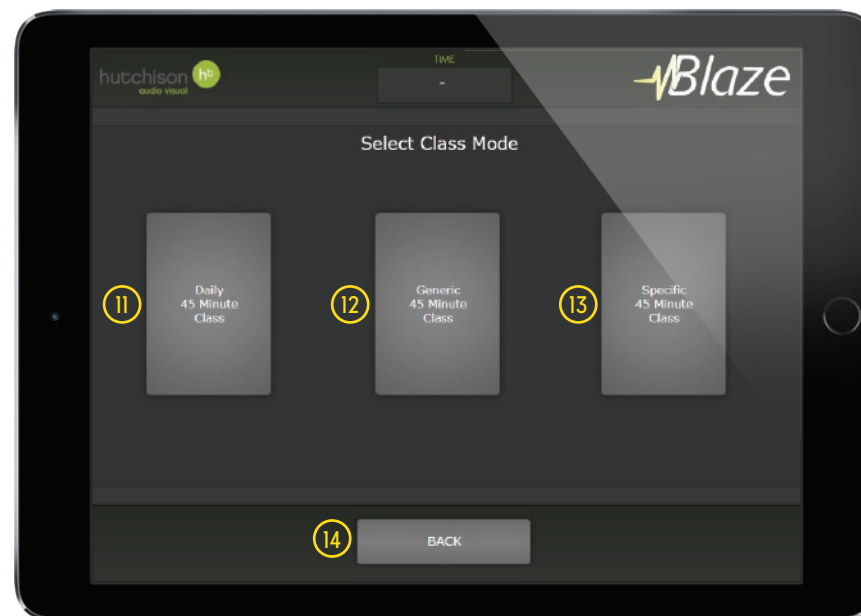 hutchison ht
audio visual
TIME
-
Blaze
Select Class Mode
11
Daily
45 Minute
Class
12
Generic
45 Minute
Class
13
Specific
45 Minute
Class
14
BACK